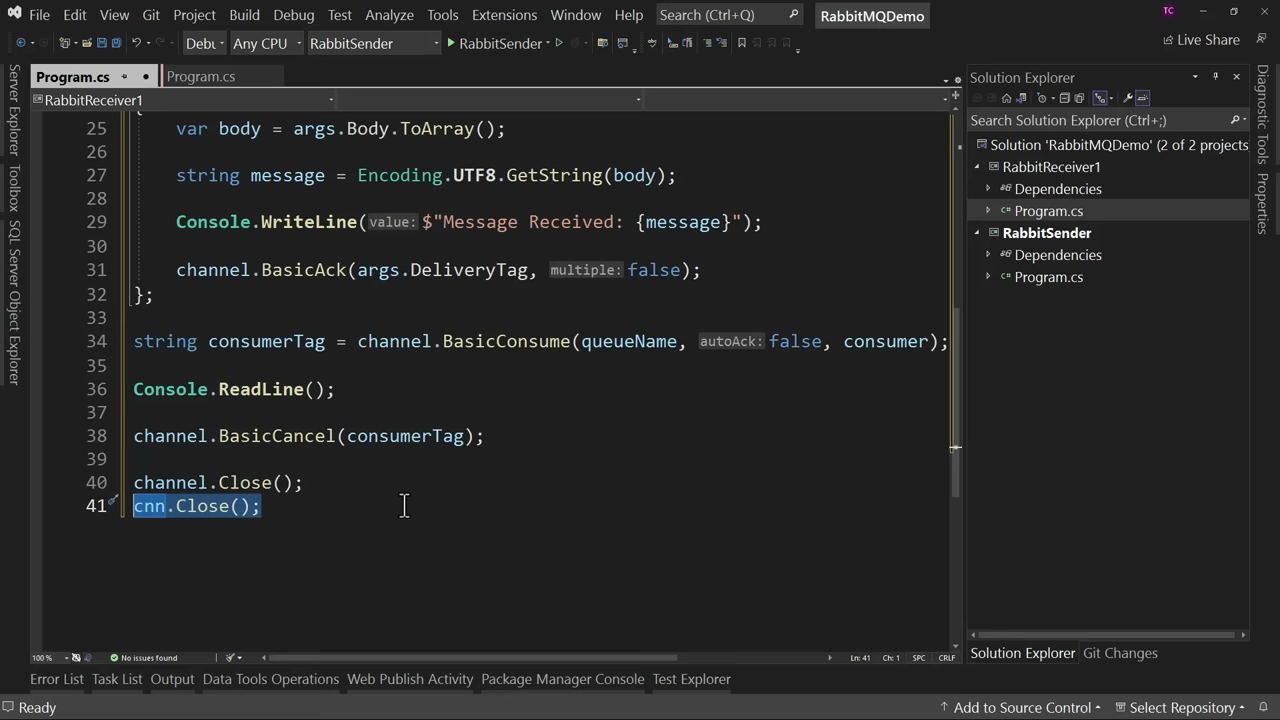 File Edit View Git Project Build Debug Test Analyze Tools Extensions Window Help Search (Ctrl+Q) RabbitMQDemo TC
Debu Any CPU RabbitSender RabbitSender Live Share
Program.cs Program.cs
RabbitReceiver1
Server Explorer
Toolbox
SQL Server Object Explorer
25 var body = args.Body.ToArray();
26
27 string message = Encoding.UTF8.GetString(body);
28
29 Console.WriteLine(value: $"Message Received: {message}");
30
31 channel.BasicAck(args.DeliveryTag, multiple: false);
32 };
33
34 string consumerTag = channel.BasicConsume(queueName, autoAck: false, consumer);
35
36 Console.ReadLine();
37
38 channel.BasicCancel(consumerTag);
39
40 channel.Close();
41 cnn.Close();
100 % No issues found Ln: 41 Ch: 1 SPC CRLF
Solution Explorer
Search Solution Explorer (Ctrl+;)
Solution 'RabbitMQDemo' (2 of 2 projects
RabbitReceiver1
Dependencies
C# Program.cs
RabbitSender
Dependencies
C# Program.cs
Solution Explorer Git Changes
Diagnostic Tools
Properties
Error List Task List Output Data Tools Operations Web Publish Activity Package Manager Console Test Explorer
Ready Add to Source Control Select Repository